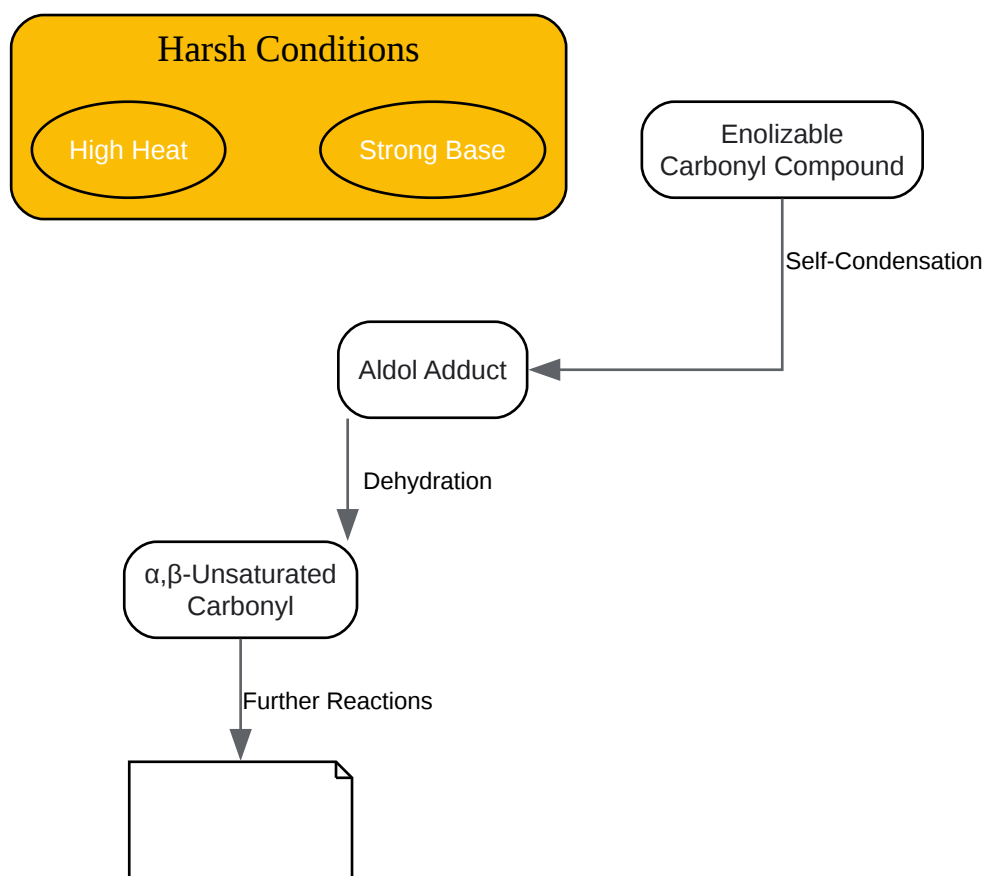 Harsh Conditions
High Heat
Strong Base
Enolizable
Carbonyl Compound
Self-Condensation
Aldol Adduct
Dehydration
α,β-Unsaturated
Carbonyl
Further Reactions